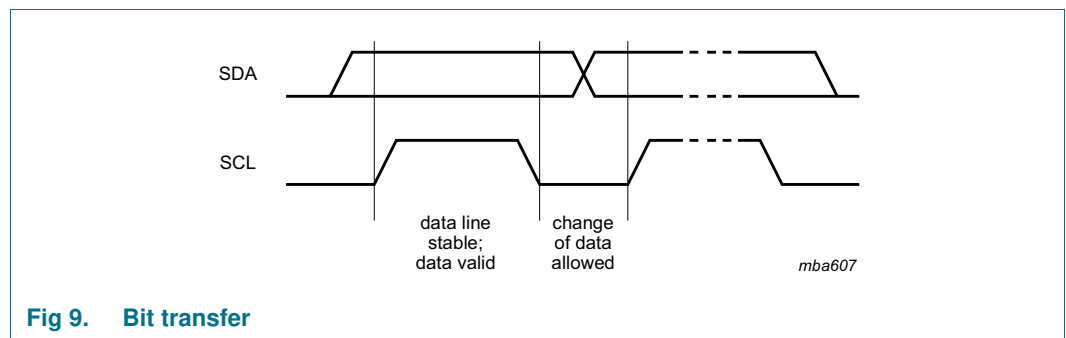 SDA
SCL
data line
stable;
data valid
change
of data
allowed
mba607
Fig 9. Bit transfer